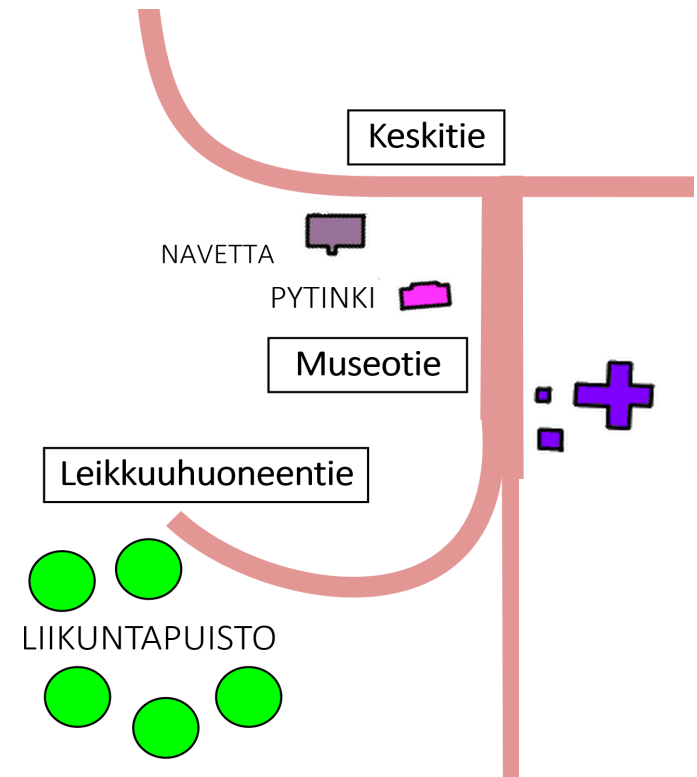 Keskitie
NAVETTA
PYTINKI
Museotie
Leikkuuhuoneentie
LIIKUNTAPUISTO